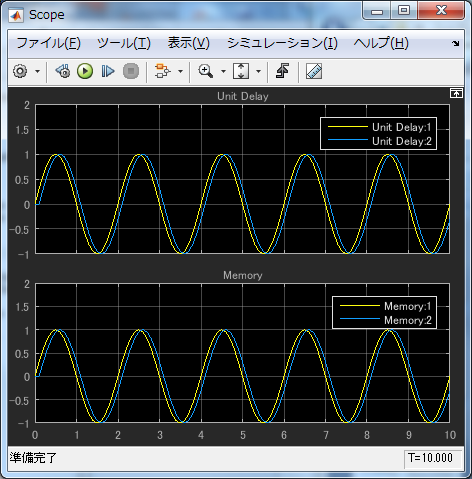 Scope
ファイル(F) ツール(T) 表示(V) シミュレーション(I) ヘルプ(H)
Unit Delay
2
1.5
1
0.5
0
-0.5
-1
Unit Delay:1
Unit Delay:2
Memory
2
1.5
1
0.5
0
-0.5
-1
Memory:1
Memory:2
0 1 2 3 4 5 6 7 8 9 10
準備完了 T=10.000